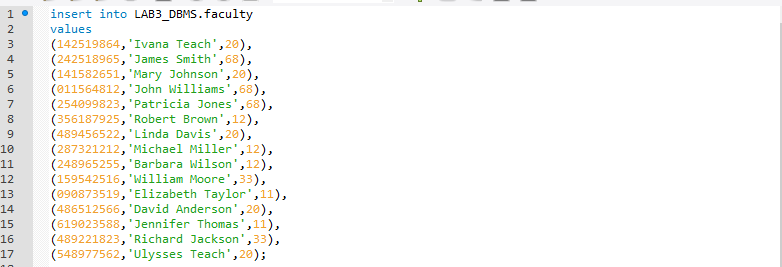 1 insert into LAB3_DBMS.faculty
2 values
3 (142519864,'Ivana Teach',20),
4 (242518965,'James Smith',68),
5 (141582651,'Mary Johnson',20),
6 (011564812,'John Williams',68),
7 (254099823,'Patricia Jones',68),
8 (356187925,'Robert Brown',12),
9 (489456522,'Linda Davis',20),
10 (287321212,'Michael Miller',12),
11 (248965255,'Barbara Wilson',12),
12 (159542516,'William Moore',33),
13 (090873519,'Elizabeth Taylor',11),
14 (486512566,'David Anderson',20),
15 (619023588,'Jennifer Thomas',11),
16 (489221823,'Richard Jackson',33),
17 (548977562,'Ulysses Teach',20);